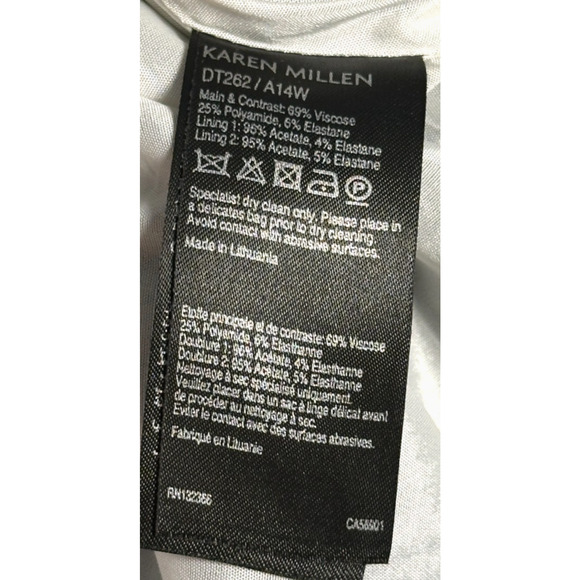 KAREN MILLEN
DT262 / A14W
Main & Contrast: 69% Viscose
25% Polyamide, 6% Elastane
Lining 1: 96% Acetate, 4% Elastane
Lining 2: 95% Acetate, 5% Elastane
P
Specialist dry clean only. Please place in
a delicates bag prior to dry cleaning.
Avoid contact with abrasive surfaces.
Made in Lithuania
Etoffe principale et de contraste: 69% Viscose
25% Polyamide, 6% Elasthanne
Doublure 1: 96% Acétate, 4% Elasthanne
Doublure 2: 95% Acétate, 5% Elasthanne
Nettoyage à sec spécialisé uniquement.
Veuillez placer dans un sac à linge délicat avant
de procéder au nettoyage à sec.
Eviter le contact avec des surfaces abrasives.
Fabriqué en Lituanie
RN132386
CA56901